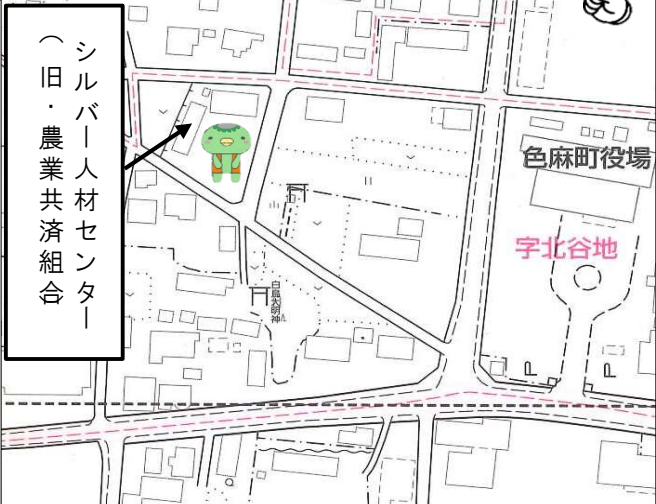 シルバー人材センター
（旧・農業共済組合）
色麻町役場
字北谷地
白鳥大明神